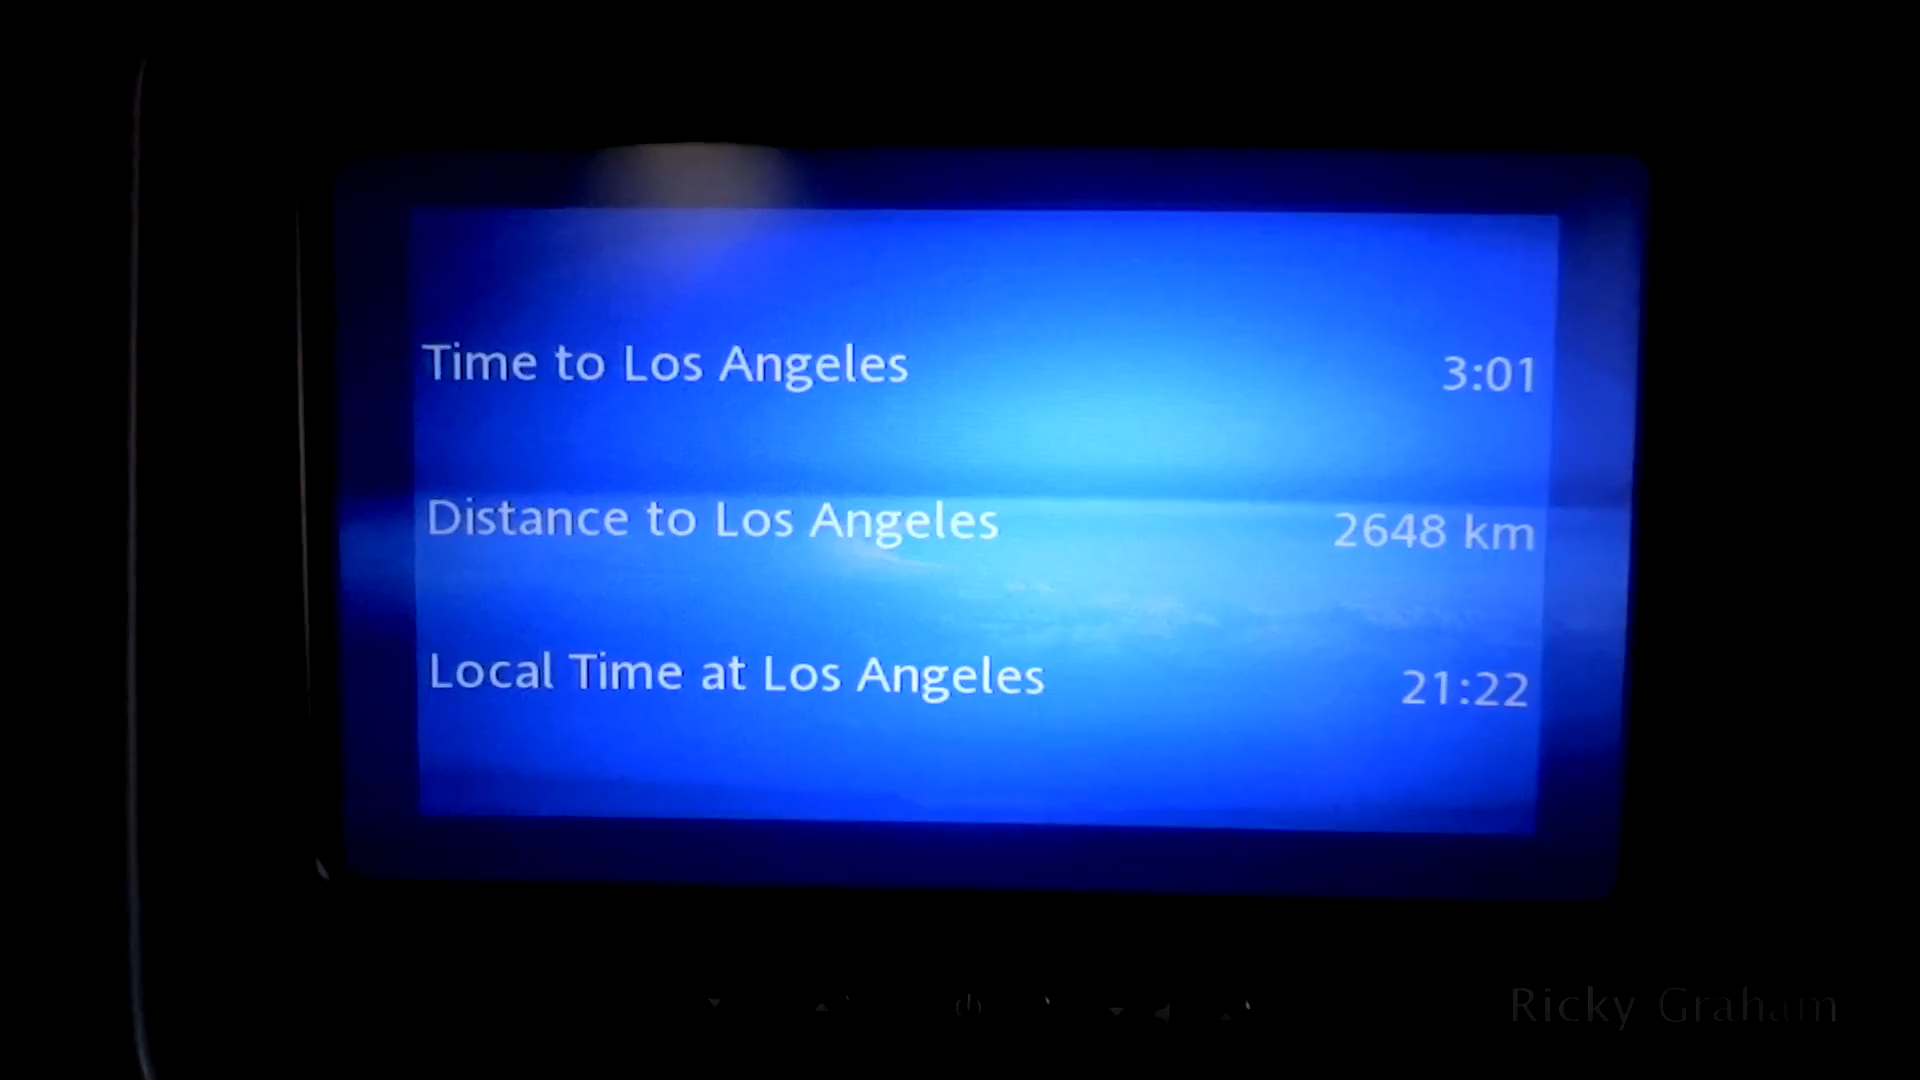 Time to Los Angeles 3:01
Distance to Los Angeles 2648 km
Local Time at Los Angeles 21:22
Ricky Graham